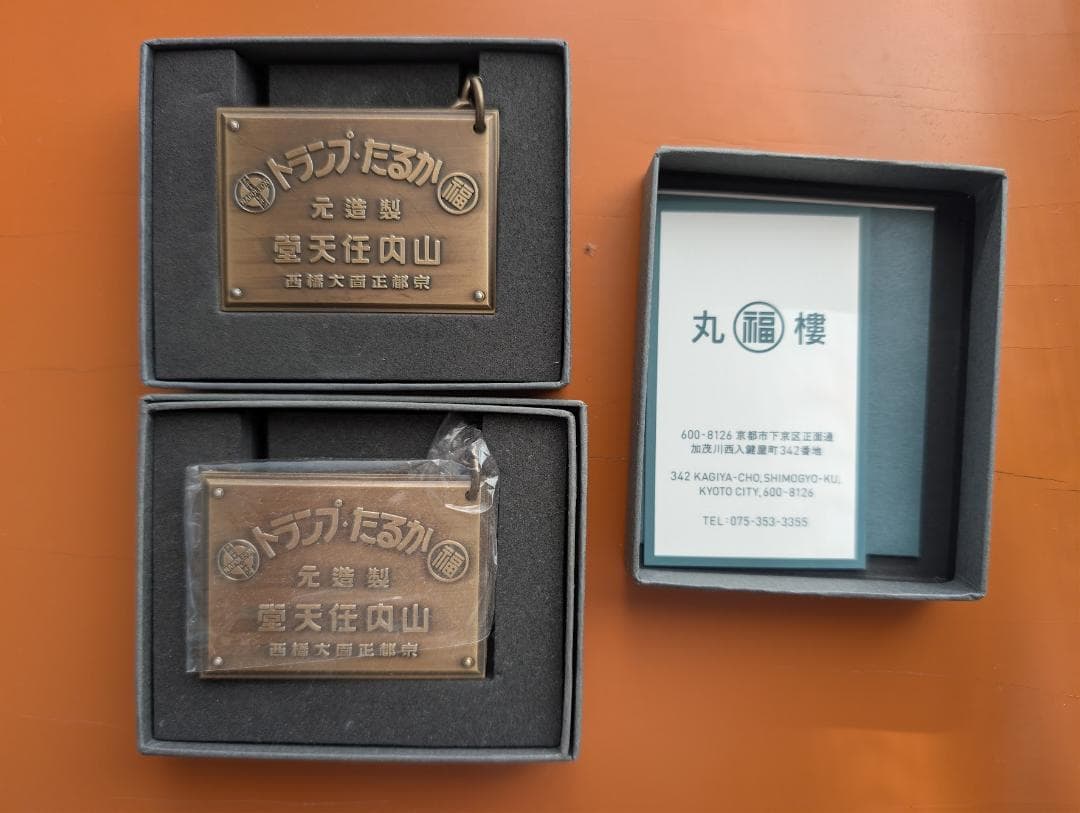 かるた・トランプ
福
製造元
山内任天堂
京都正面大橋西
かるた・トランプ
福
製造元
山内任天堂
京都正面大橋西
丸福樓
600-8126 京都市下京区正面通
加茂川西入鍵屋町342番地
342 KAGIYA-CHO, SHIMOGYO-KU,
KYOTO CITY, 600-8126
TEL:075-353-3355